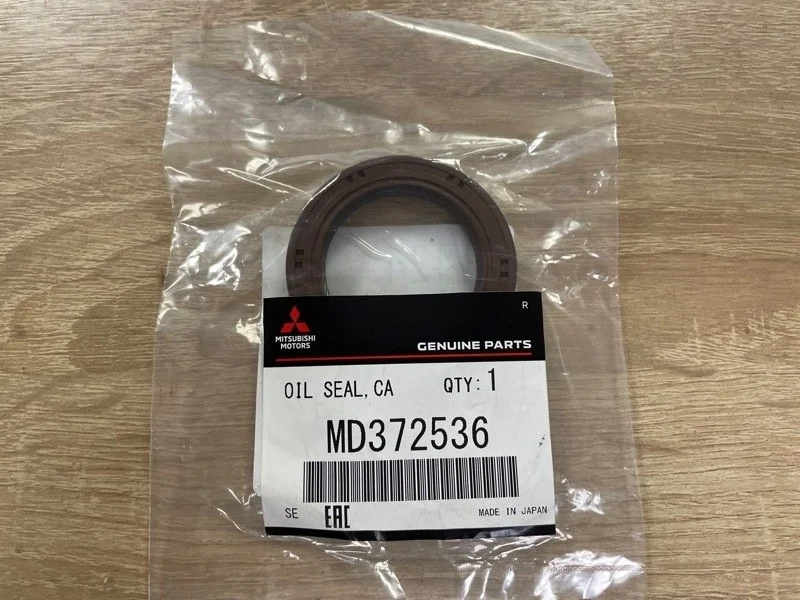 R
MITSUBISHI
MOTORS
GENUINE PARTS
OIL SEAL,CA QTY: 1
MD372536
SE EAC MADE IN JAPAN